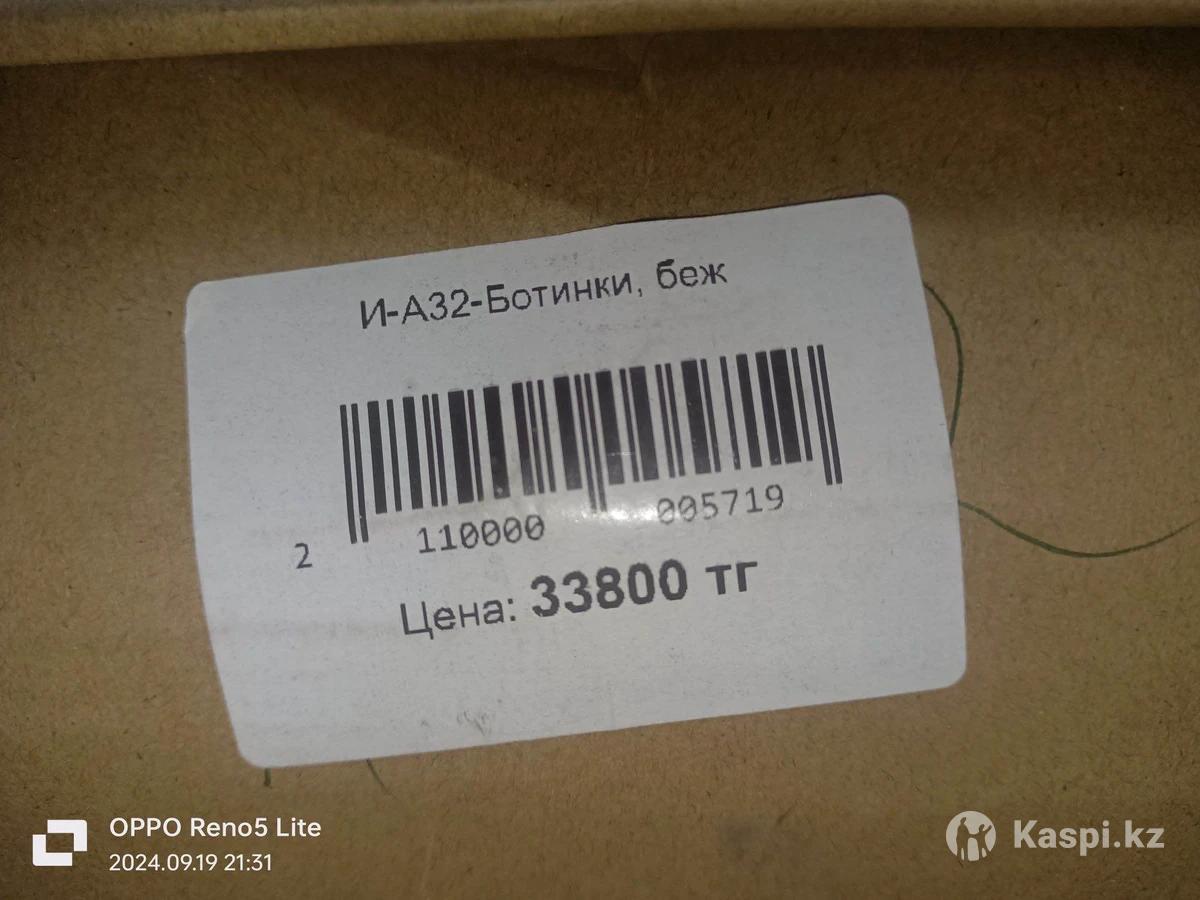 И-А32-Ботинки, беж
2 110000 005719
Цена: 33800 тг
OPPO Reno5 Lite
2024.09.19 21:31
Kaspi.kz